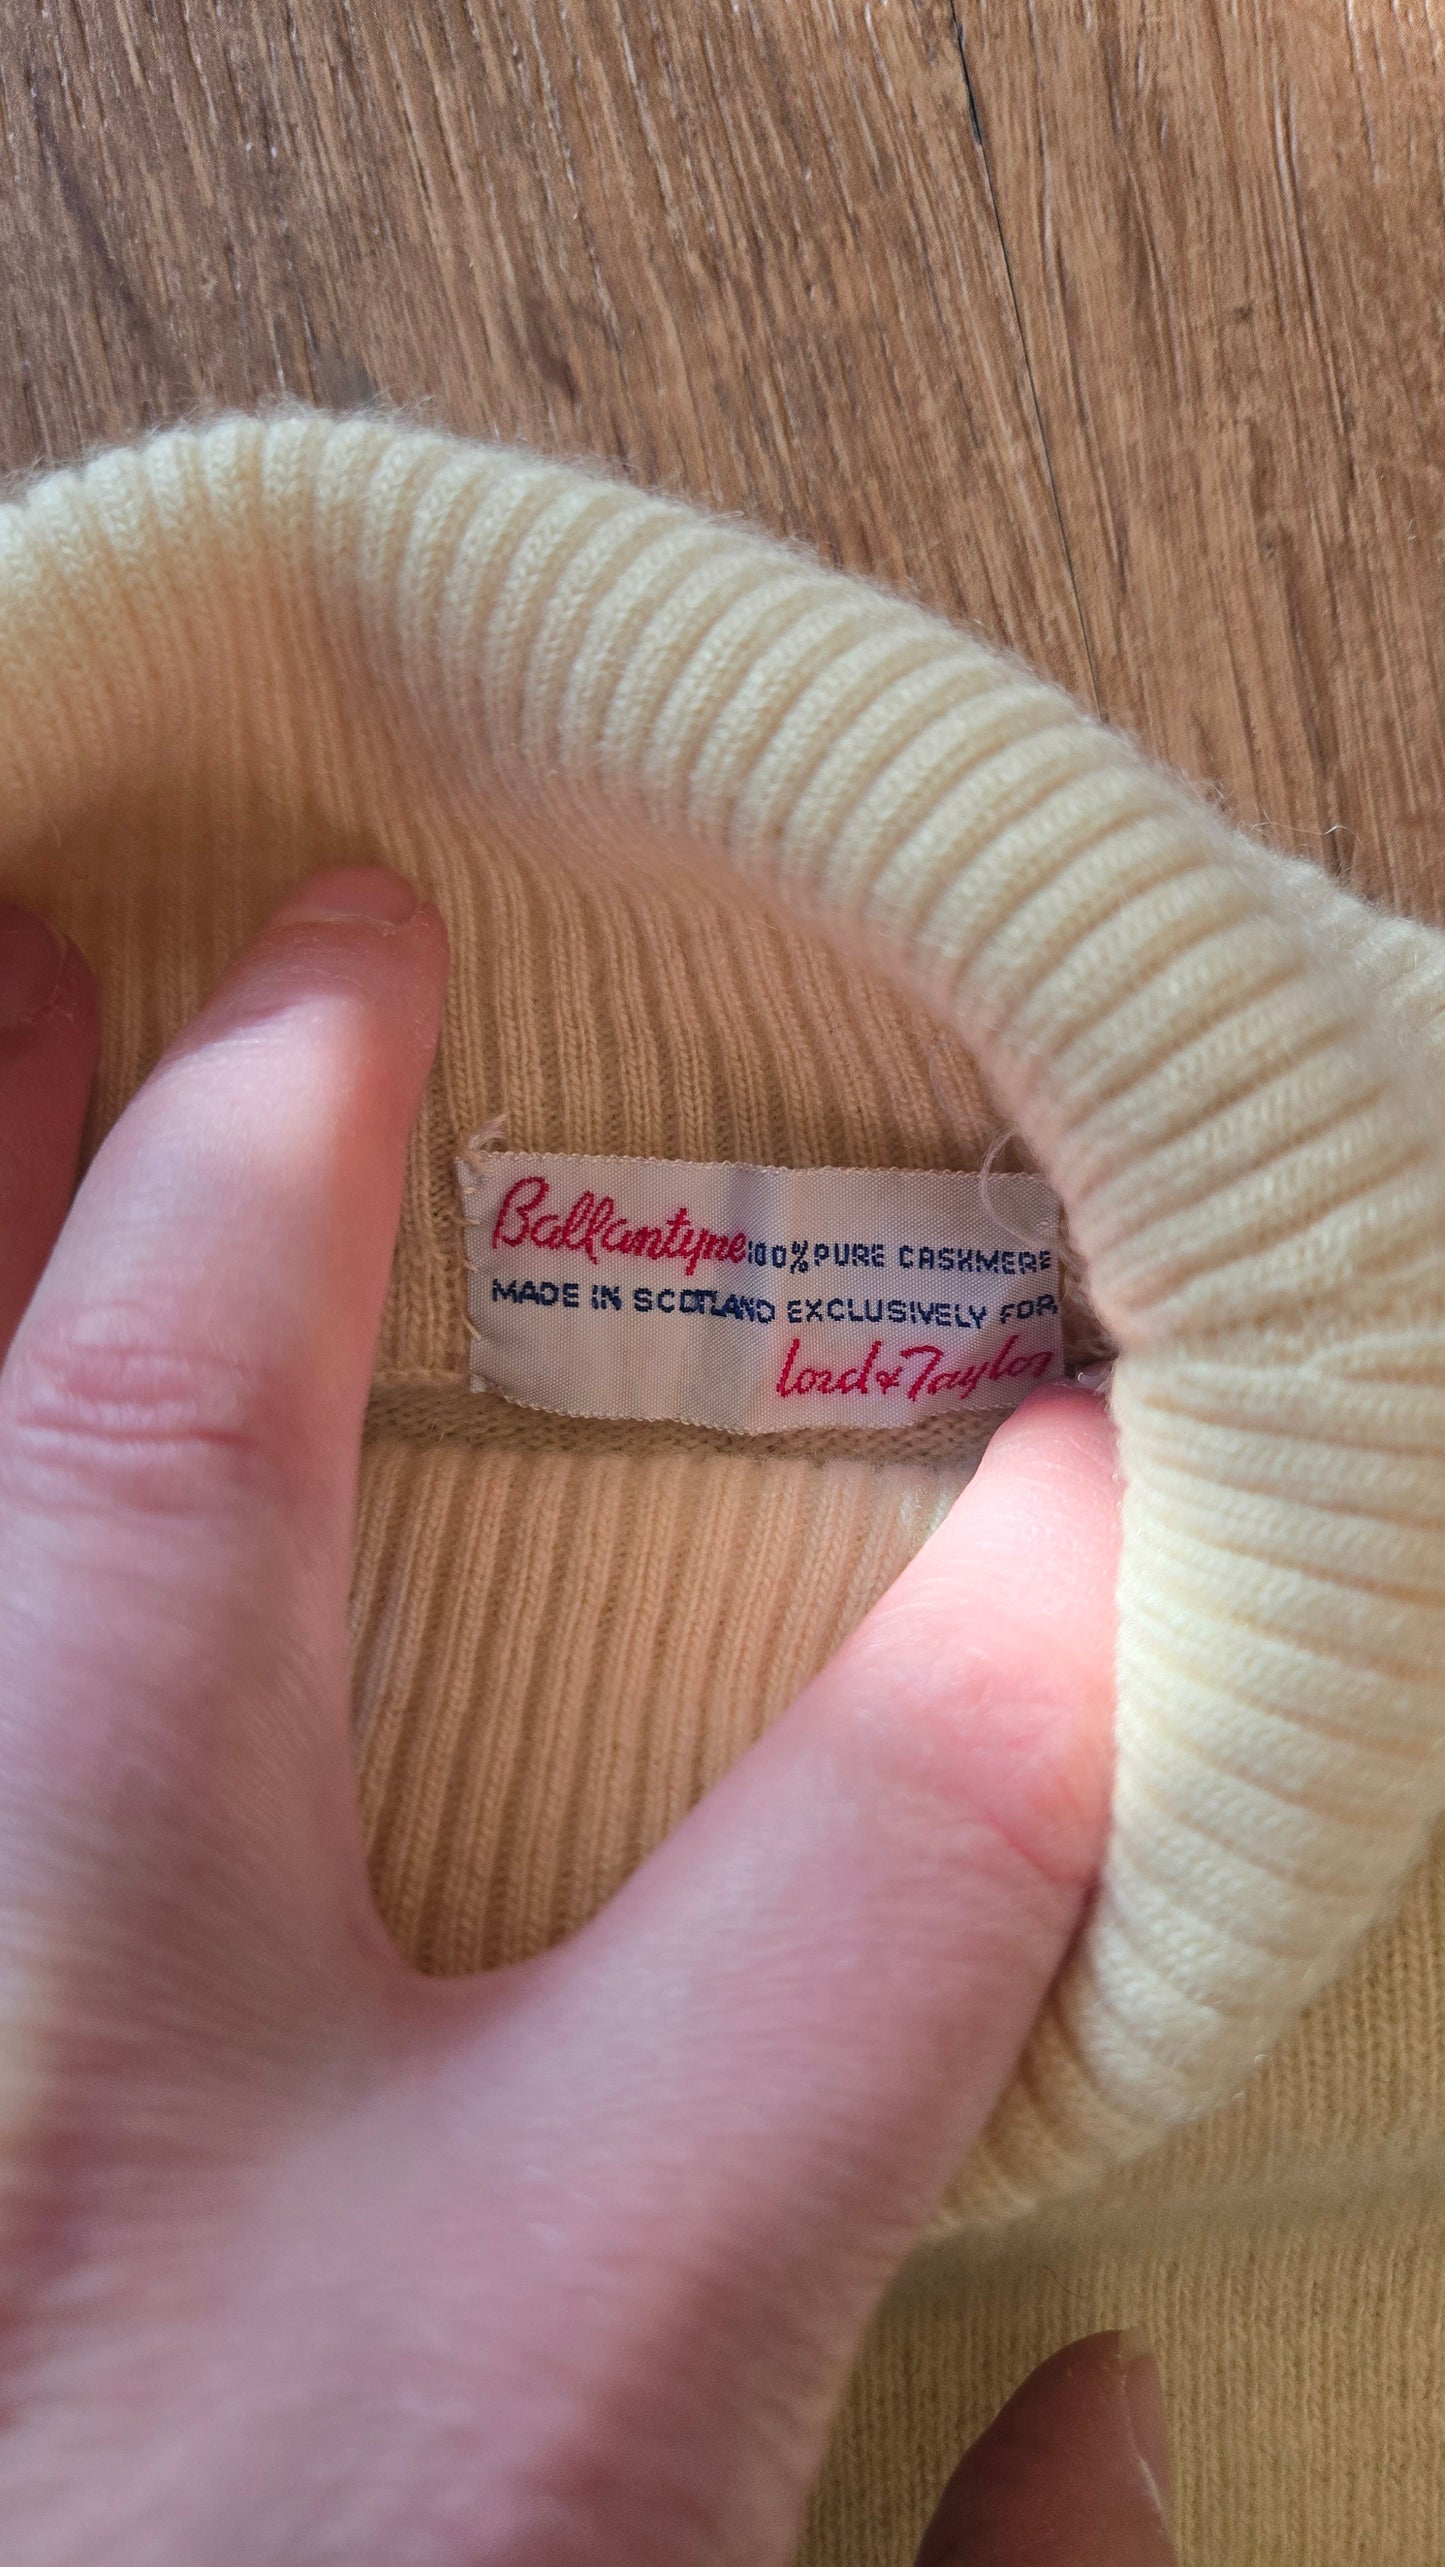 Ballantyne 100% PURE CASHMERE
MADE IN SCOTLAND EXCLUSIVELY FOR
Lord & Taylor